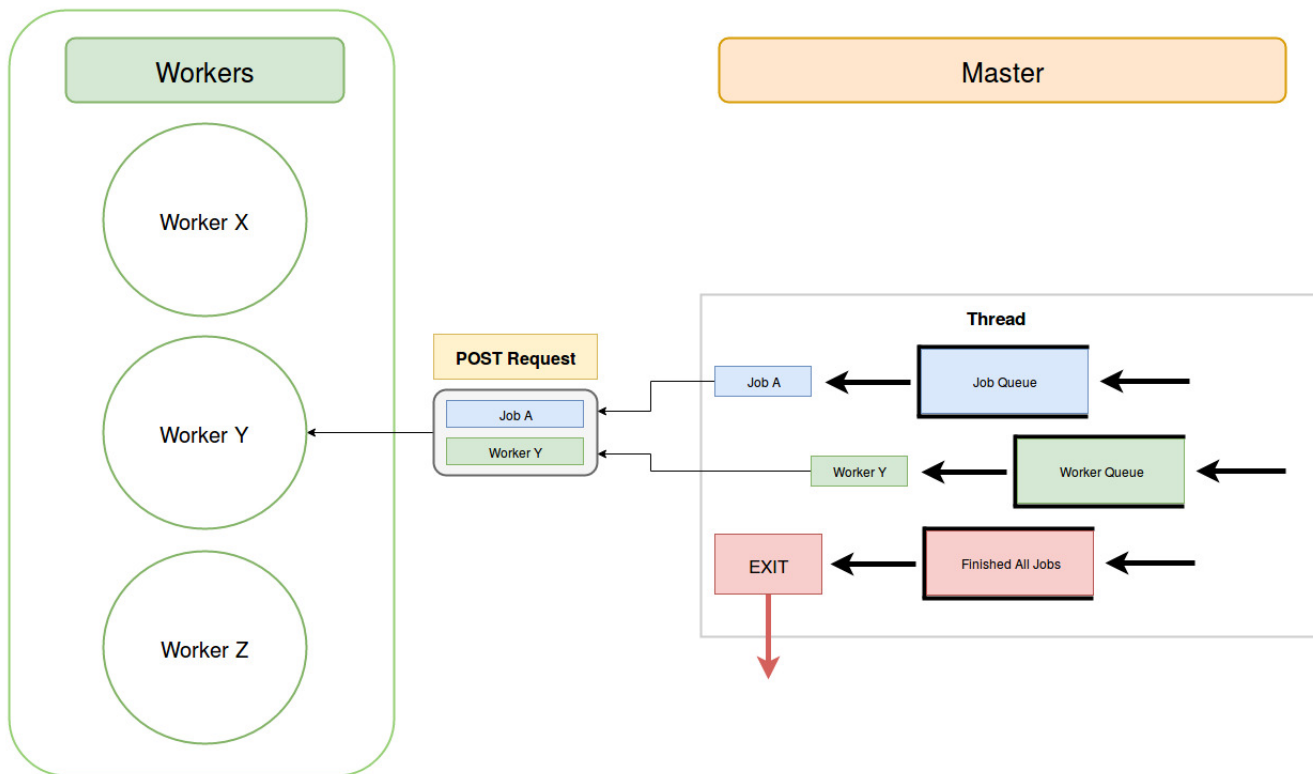 Workers
Master
Worker X
Worker Y
Worker Z
POST Request
Job A
Worker Y
Thread
Job A
Job Queue
Worker Y
Worker Queue
EXIT
Finished All Jobs